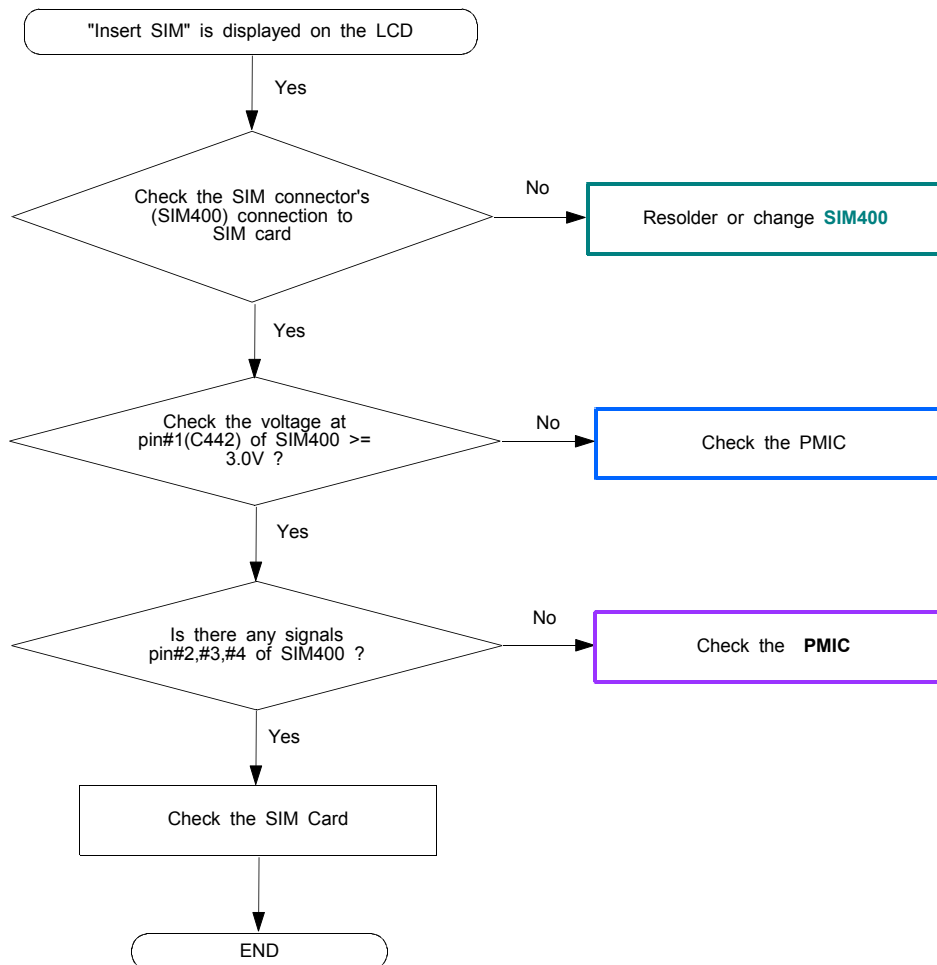 "Insert SIM" is displayed on the LCD
Yes
Check the SIM connector's
(SIM400) connection to
SIM card
No
Resolder or change SIM400
Yes
Check the voltage at
pin#1(C442) of SIM400 >=
3.0V ?
No
Check the PMIC
Yes
Is there any signals
pin#2,#3,#4 of SIM400 ?
No
Check the PMIC
Yes
Check the SIM Card
END